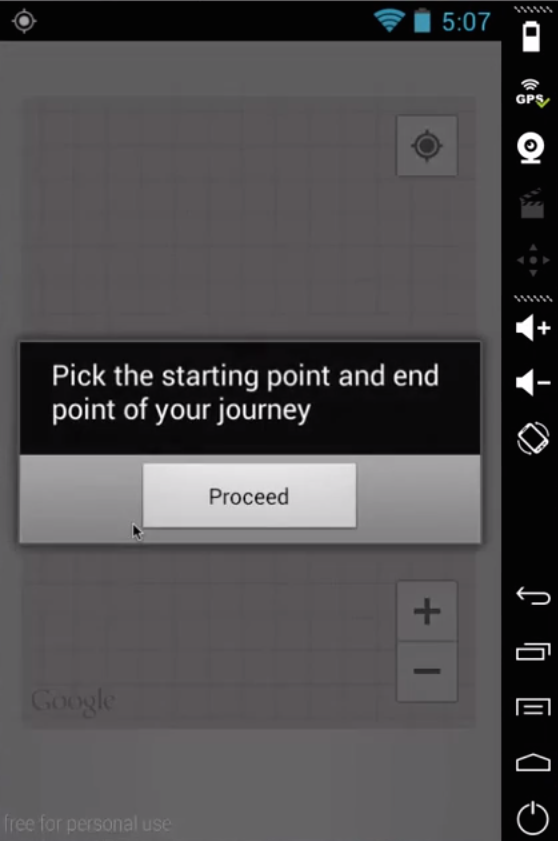 5:07
GPS
Pick the starting point and end
point of your journey
Proceed
+
−
Google
free for personal use